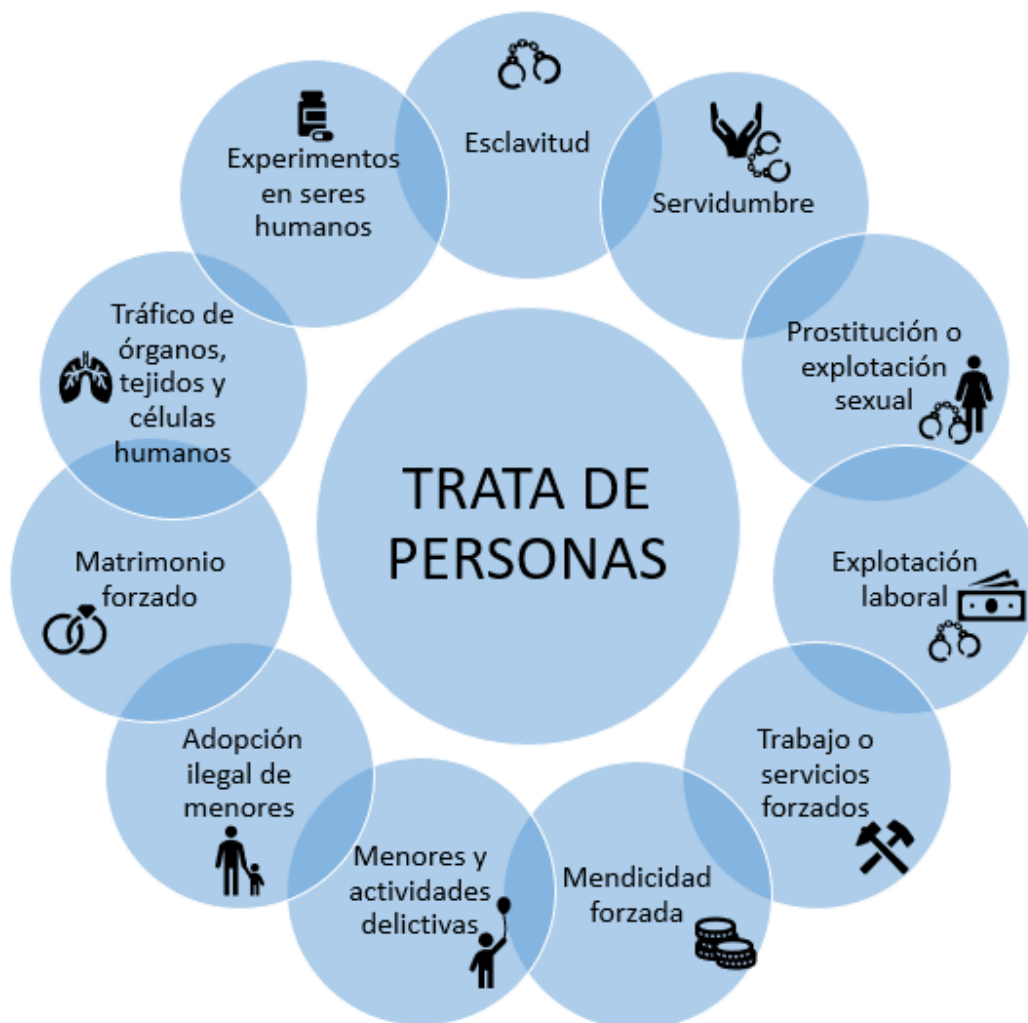 Esclavitud
Servidumbre
Prostitución o
explotación
sexual
Explotación
laboral
Trabajo o
servicios
forzados
Mendicidad
forzada
Menores y
actividades
delictivas
Adopción
ilegal de
menores
Matrimonio
forzado
Tráfico de
órganos,
tejidos y
células
humanos
Experimentos
en seres
humanos
TRATA DE
PERSONAS